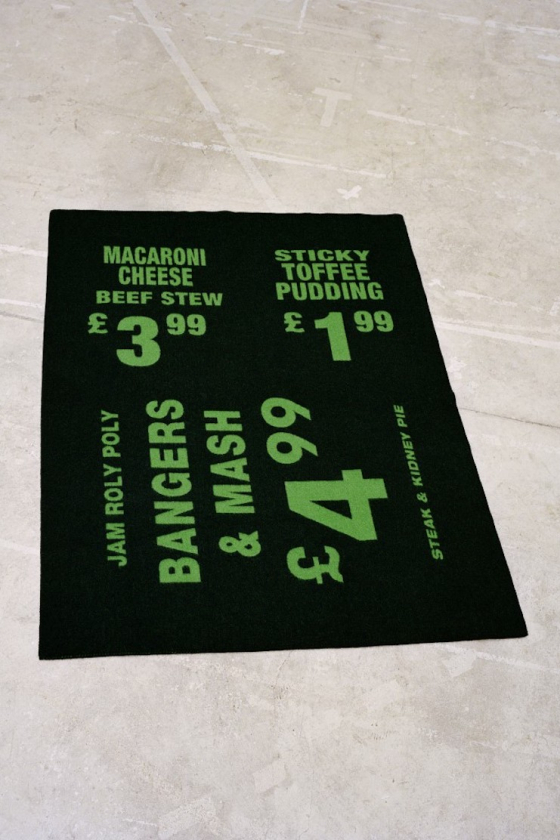 MACARONI
CHEESE
BEEF STEW
£3 99
STICKY
TOFFEE
PUDDING
£1 99
JAM ROLY POLY
BANGERS
& MASH
£4 99
STEAK & KIDNEY PIE